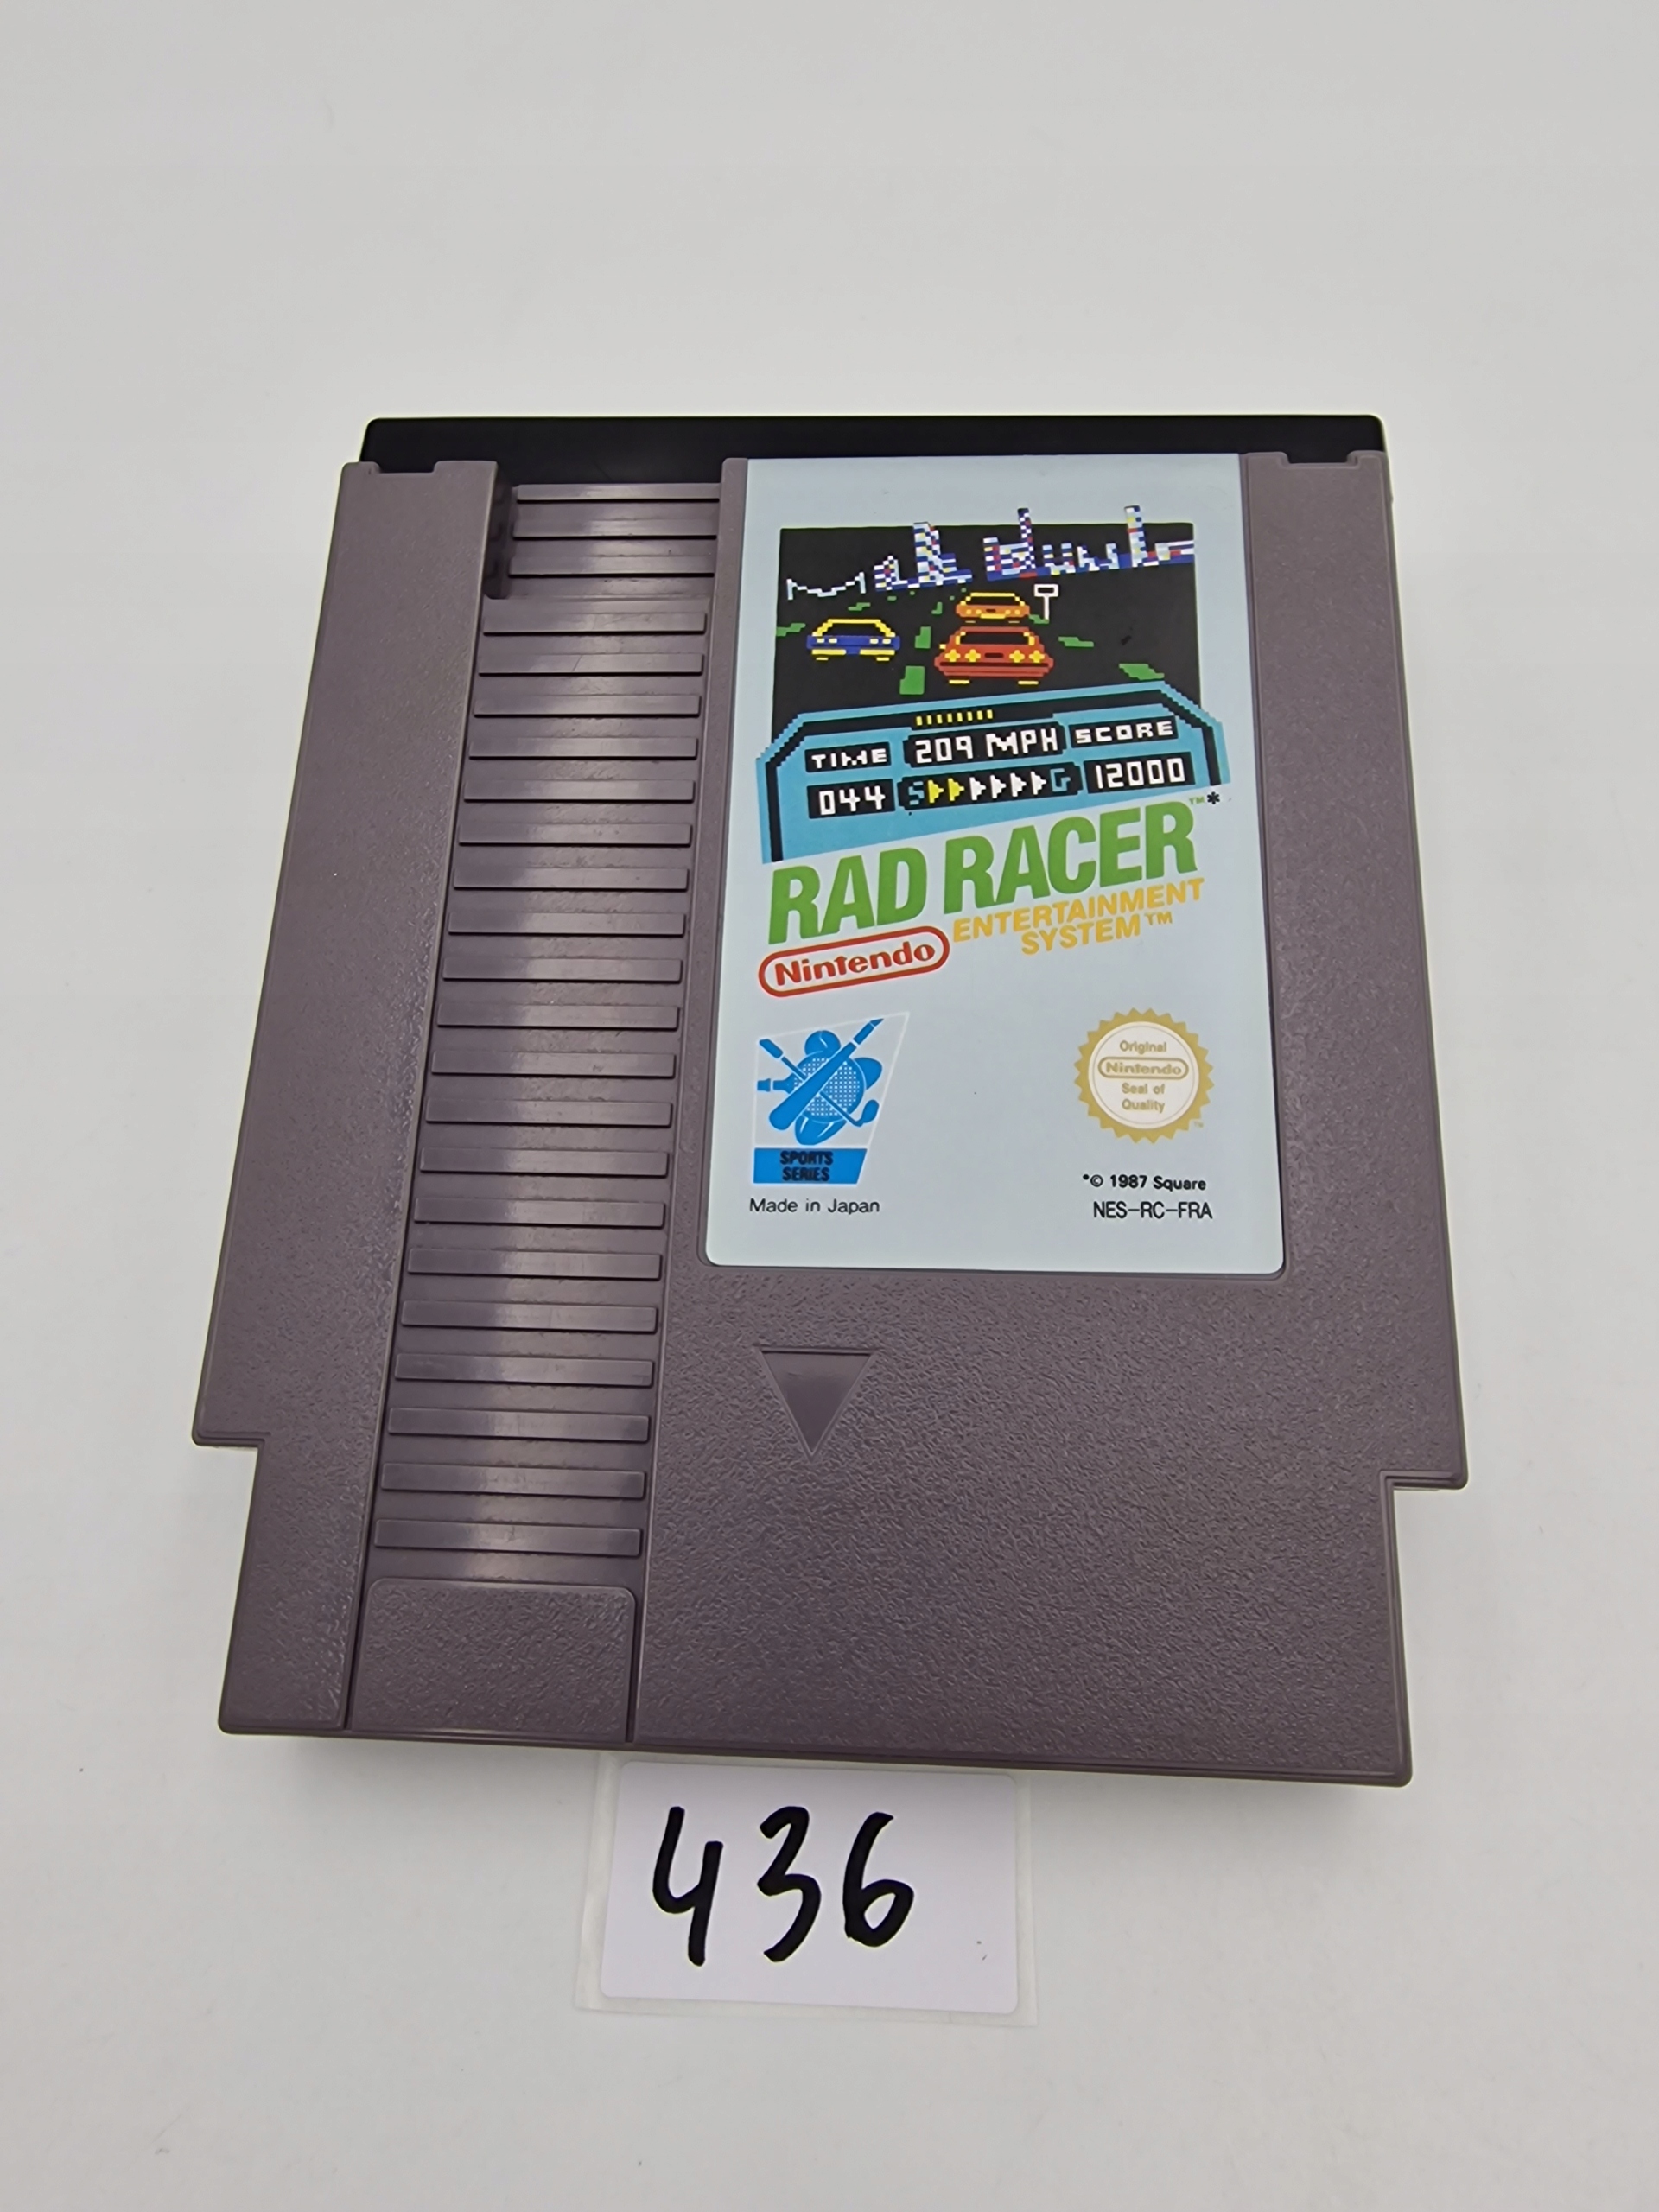 TIME 209 MPH SCORE
044 S G 12000
RAD RACER™*
Nintendo ENTERTAINMENT
SYSTEM™
Original
Nintendo
Seal of
Quality
™
SPORTS
SERIES
*© 1987 Square
Made in Japan NES-RC-FRA
436